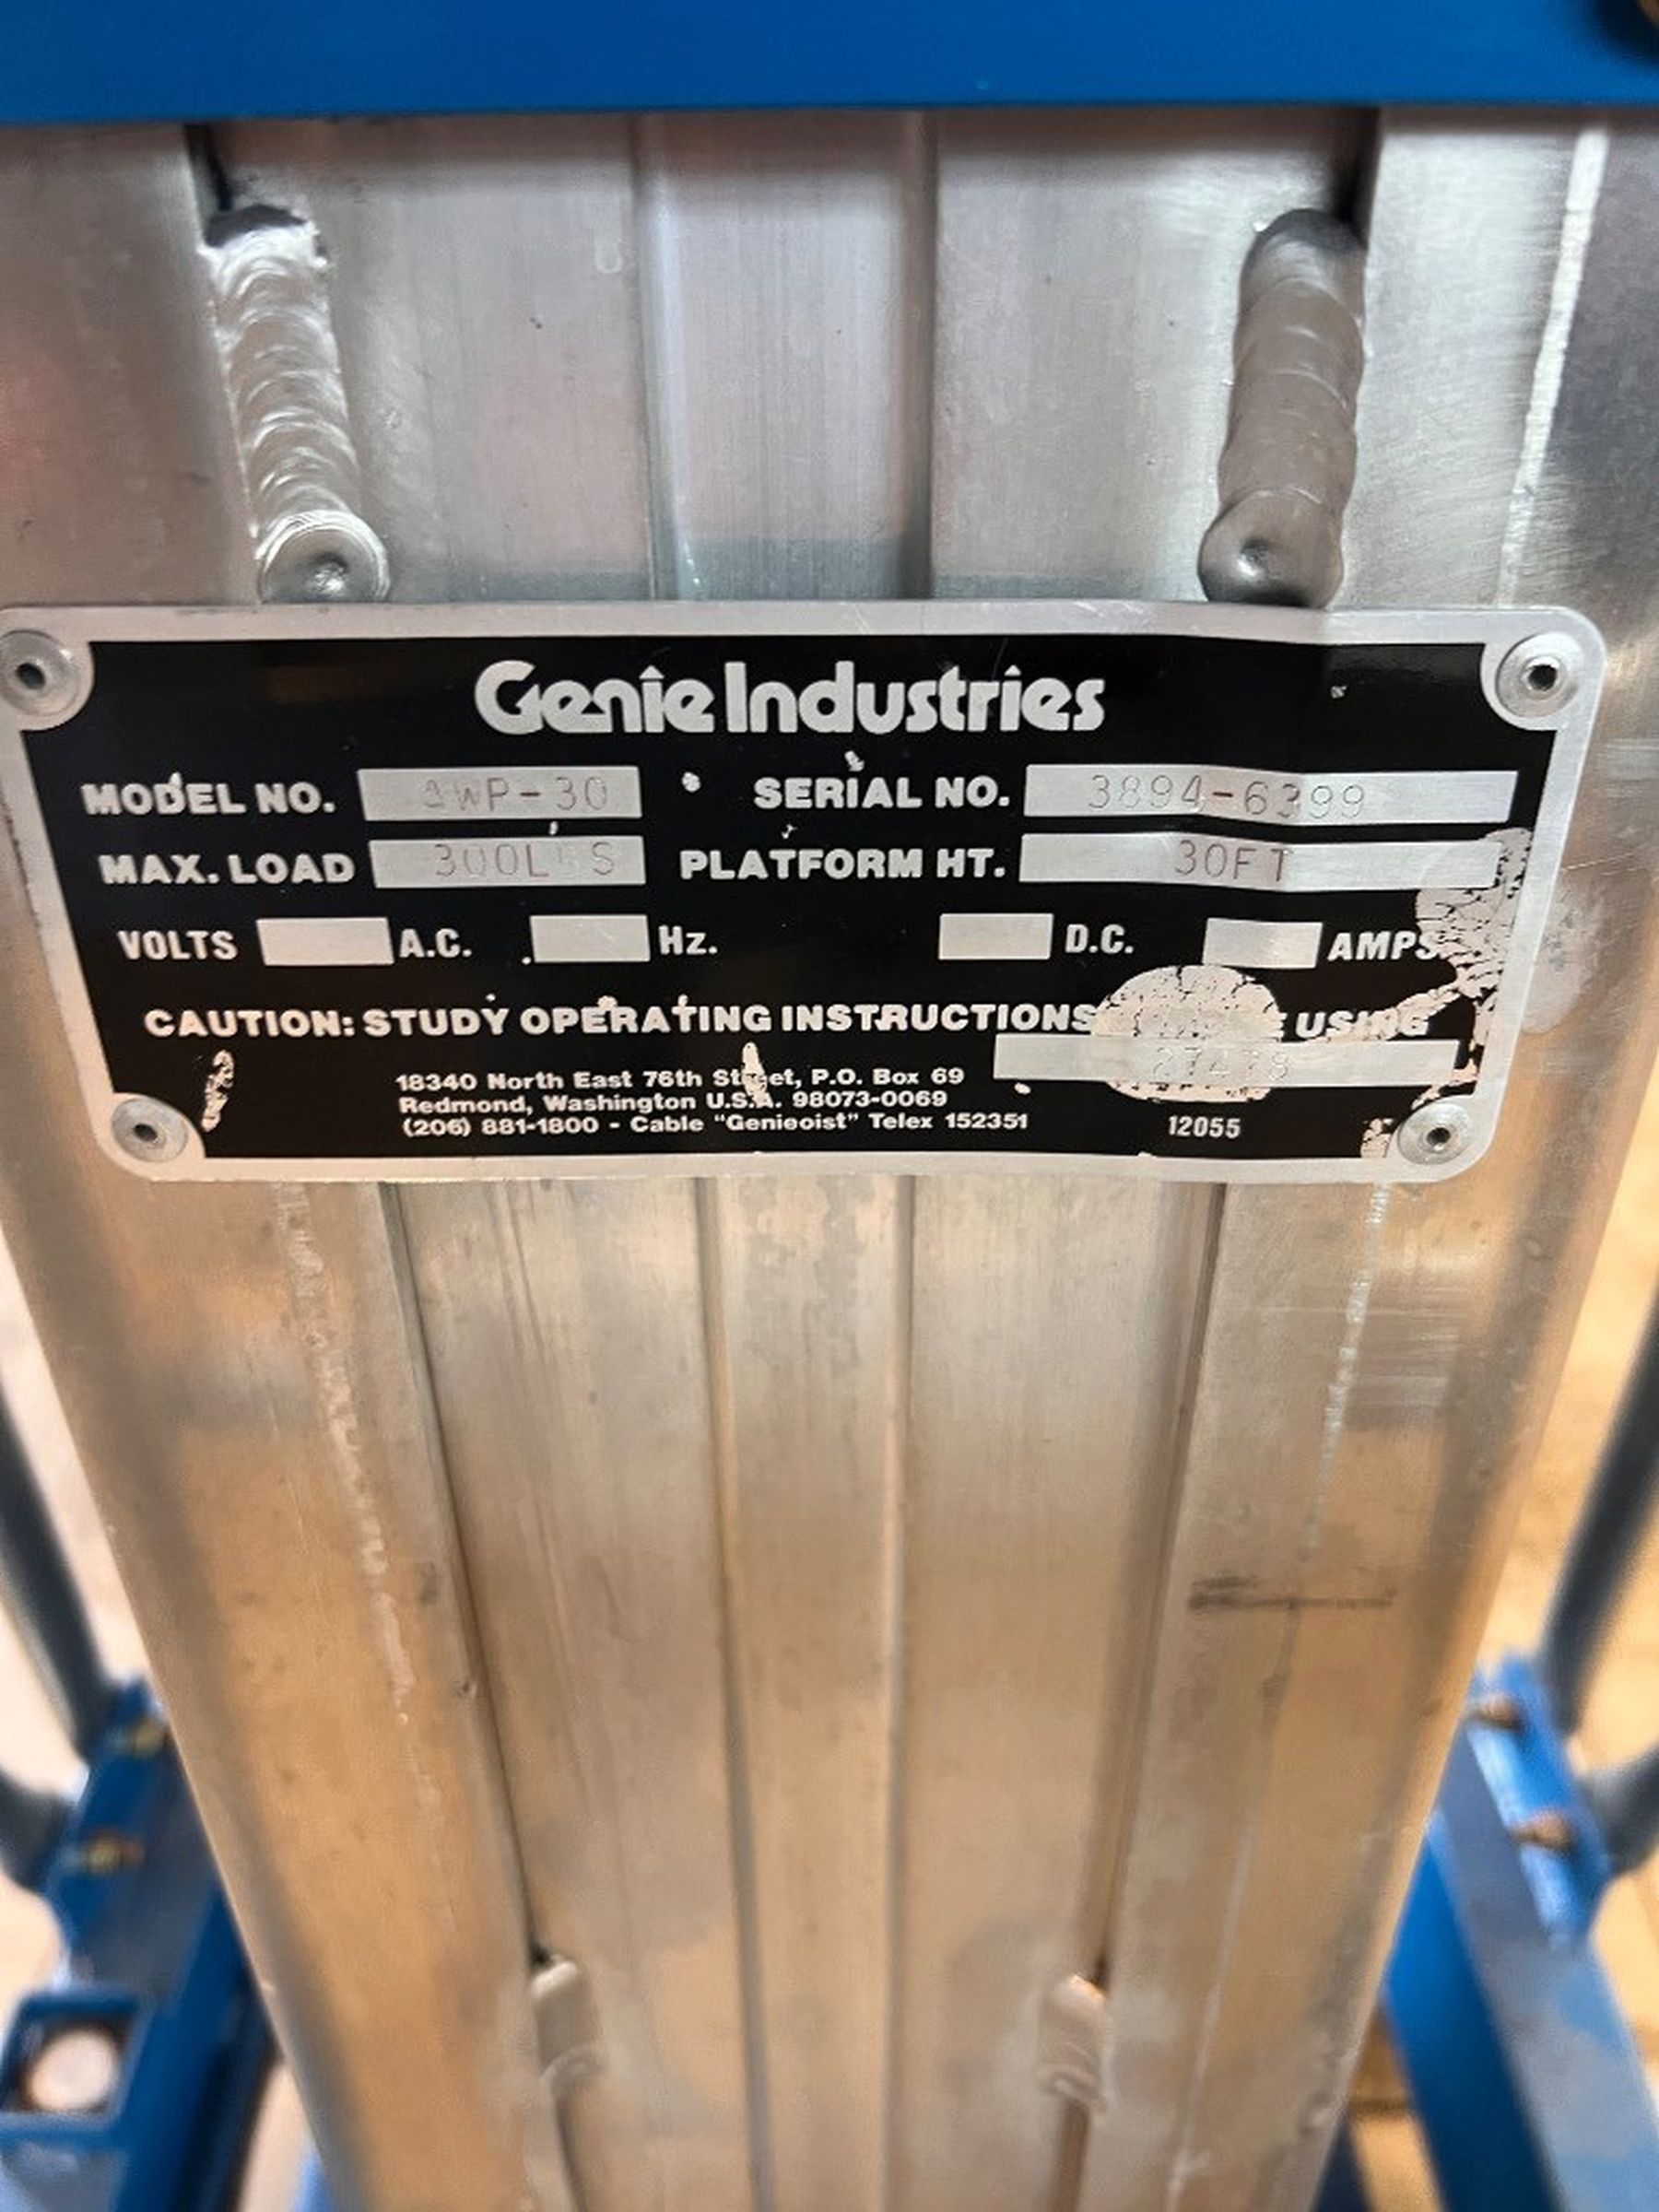 Genie Industries
MODEL NO. AWP-30 SERIAL NO. 3894-6399
MAX. LOAD 300L S PLATFORM HT. 30FT
VOLTS A.C. Hz. D.C. AMPS
CAUTION: STUDY OPERATING INSTRUCTIONS USING
18340 North East 76th Street, P.O. Box 69
Redmond, Washington U.S.A. 98073-0069
(206) 881-1800 - Cable "Genieoist" Telex 152351
12055